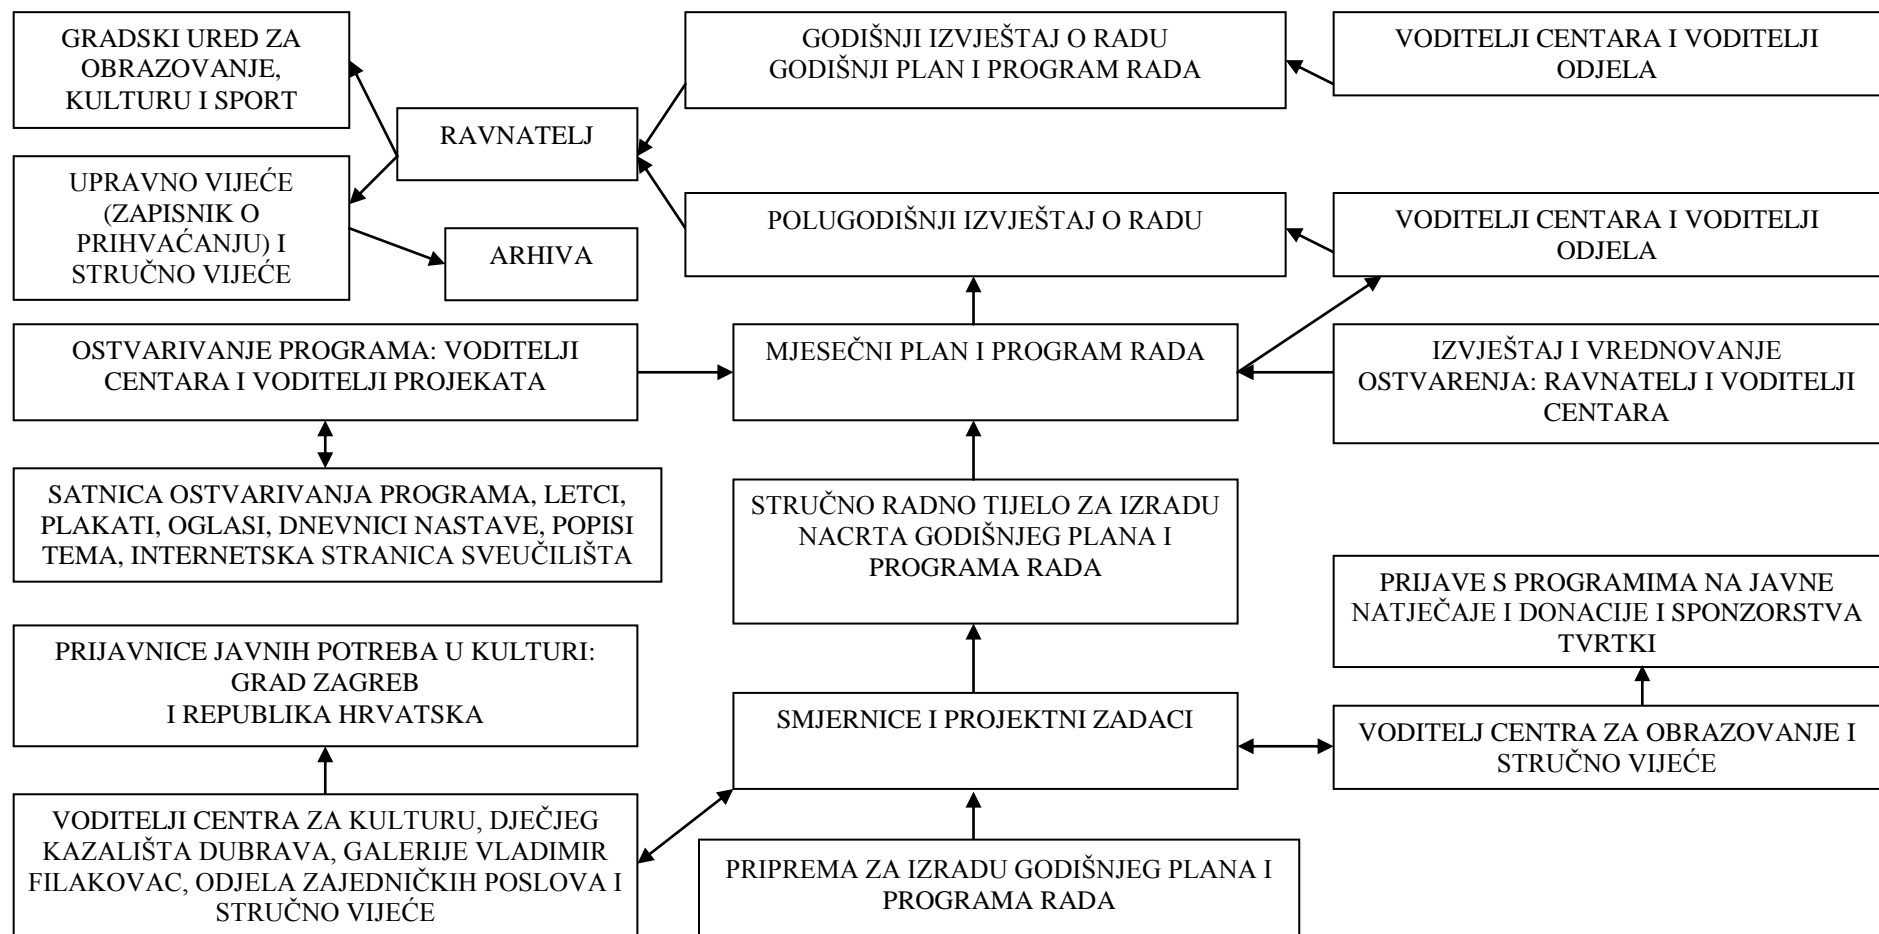 GRADSKI URED ZA
OBRAZOVANJE,
KULTURU I SPORT
GODIŠNJI IZVJEŠTAJ O RADU
GODIŠNJI PLAN I PROGRAM RADA
VODITELJI CENTARA I VODITELJI
ODJELA
RAVNATELJ
UPRAVNO VIJEĆE
(ZAPISNIK O
PRIHVAĆANJU) I
STRUČNO VIJEĆE
ARHIVA
POLUGODIŠNJI IZVJEŠTAJ O RADU
VODITELJI CENTARA I VODITELJI
ODJELA
OSTVARIVANJE PROGRAMA: VODITELJI
CENTARA I VODITELJI PROJEKATA
MJESEČNI PLAN I PROGRAM RADA
IZVJEŠTAJ I VREDNOVANJE
OSTVARENJA: RAVNATELJ I VODITELJI
CENTARA
SATNICA OSTVARIVANJA PROGRAMA, LETCI,
PLAKATI, OGLASI, DNEVNICI NASTAVE, POPISI
TEMA, INTERNETSKA STRANICA SVEUČILIŠTA
STRUČNO RADNO TIJELO ZA IZRADU
NACRTA GODIŠNJEG PLANA I
PROGRAMA RADA
PRIJAVE S PROGRAMIMA NA JAVNE
NATJEČAJE I DONACIJE I SPONZORSTVA
TVRTKI
PRIJAVNICE JAVNIH POTREBA U KULTURI:
GRAD ZAGREB
I REPUBLIKA HRVATSKA
SMJERNICE I PROJEKTNI ZADACI
VODITELJ CENTRA ZA OBRAZOVANJE I
STRUČNO VIJEĆE
VODITELJI CENTRA ZA KULTURU, DJEČJEG
KAZALIŠTA DUBRAVA, GALERIJE VLADIMIR
FILAKOVAC, ODJELA ZAJEDNIČKIH POSLOVA I
STRUČNO VIJEĆE
PRIPREMA ZA IZRADU GODIŠNJEG PLANA I
PROGRAMA RADA